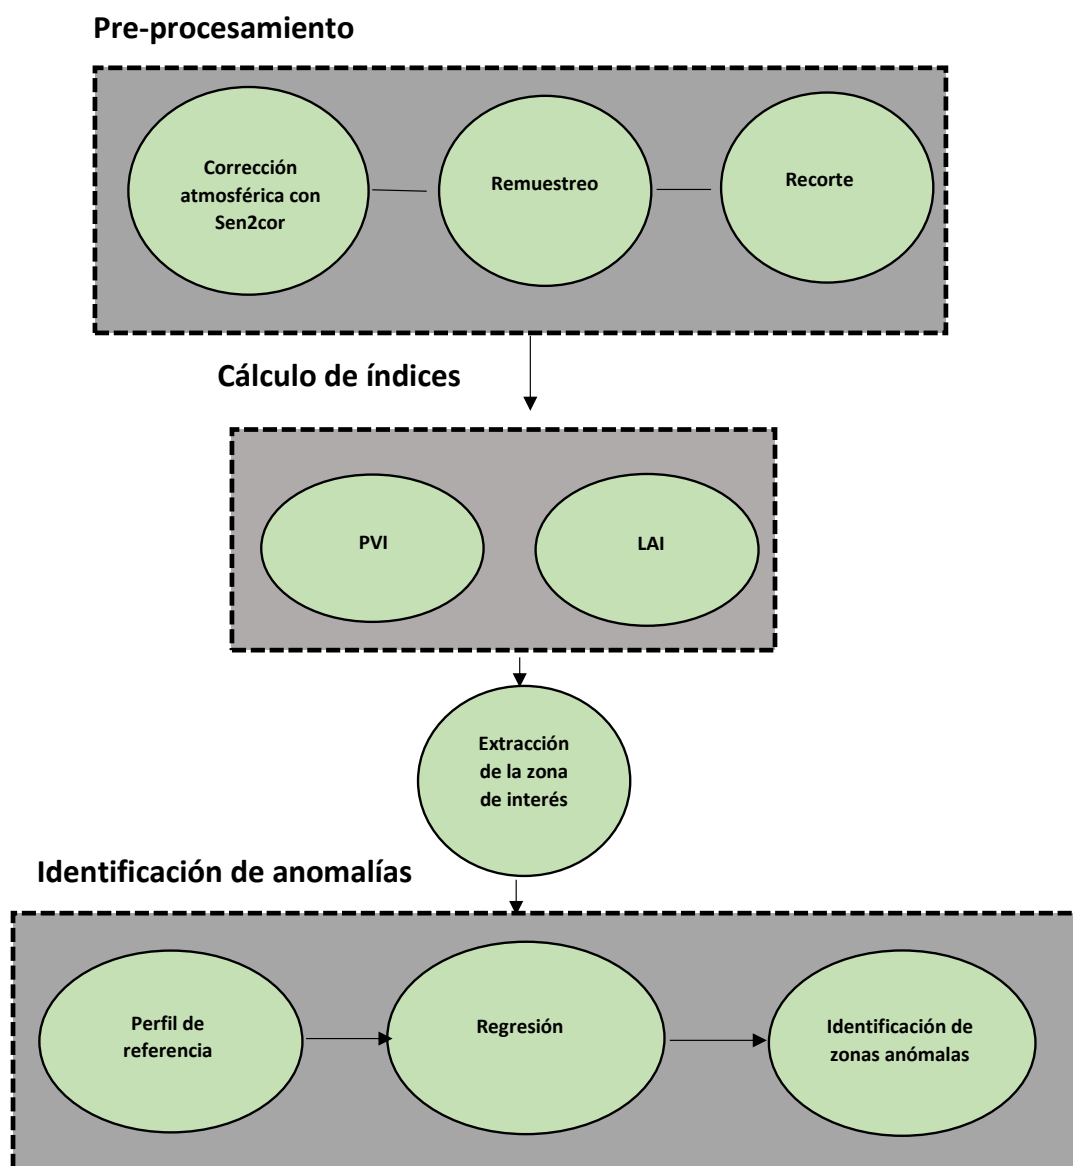 Pre-procesamiento
Corrección
atmosférica con
Sen2cor
Remuestreo
Recorte
Cálculo de índices
PVI
LAI
Extracción
de la zona
de interés
Identificación de anomalías
Perfil de
referencia
Regresión
Identificación de
zonas anómalas